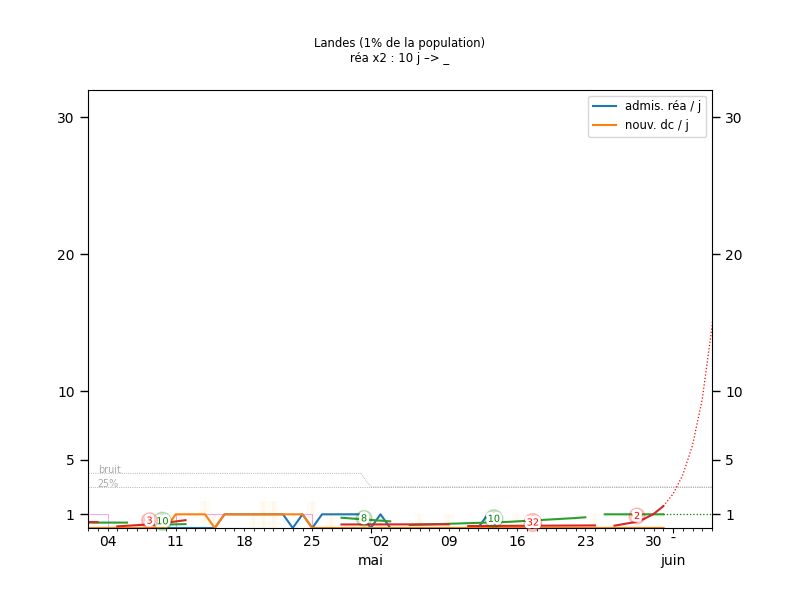 Landes (1% de la population)
réa x2 : 10 j –> _
admis. réa / j
nouv. dc / j
30 30
20 20
10 10
5 5
1 1
bruit
25%
3 10 8 10 32 2
04 11 18 25 02 09 16 23 30
mai juin